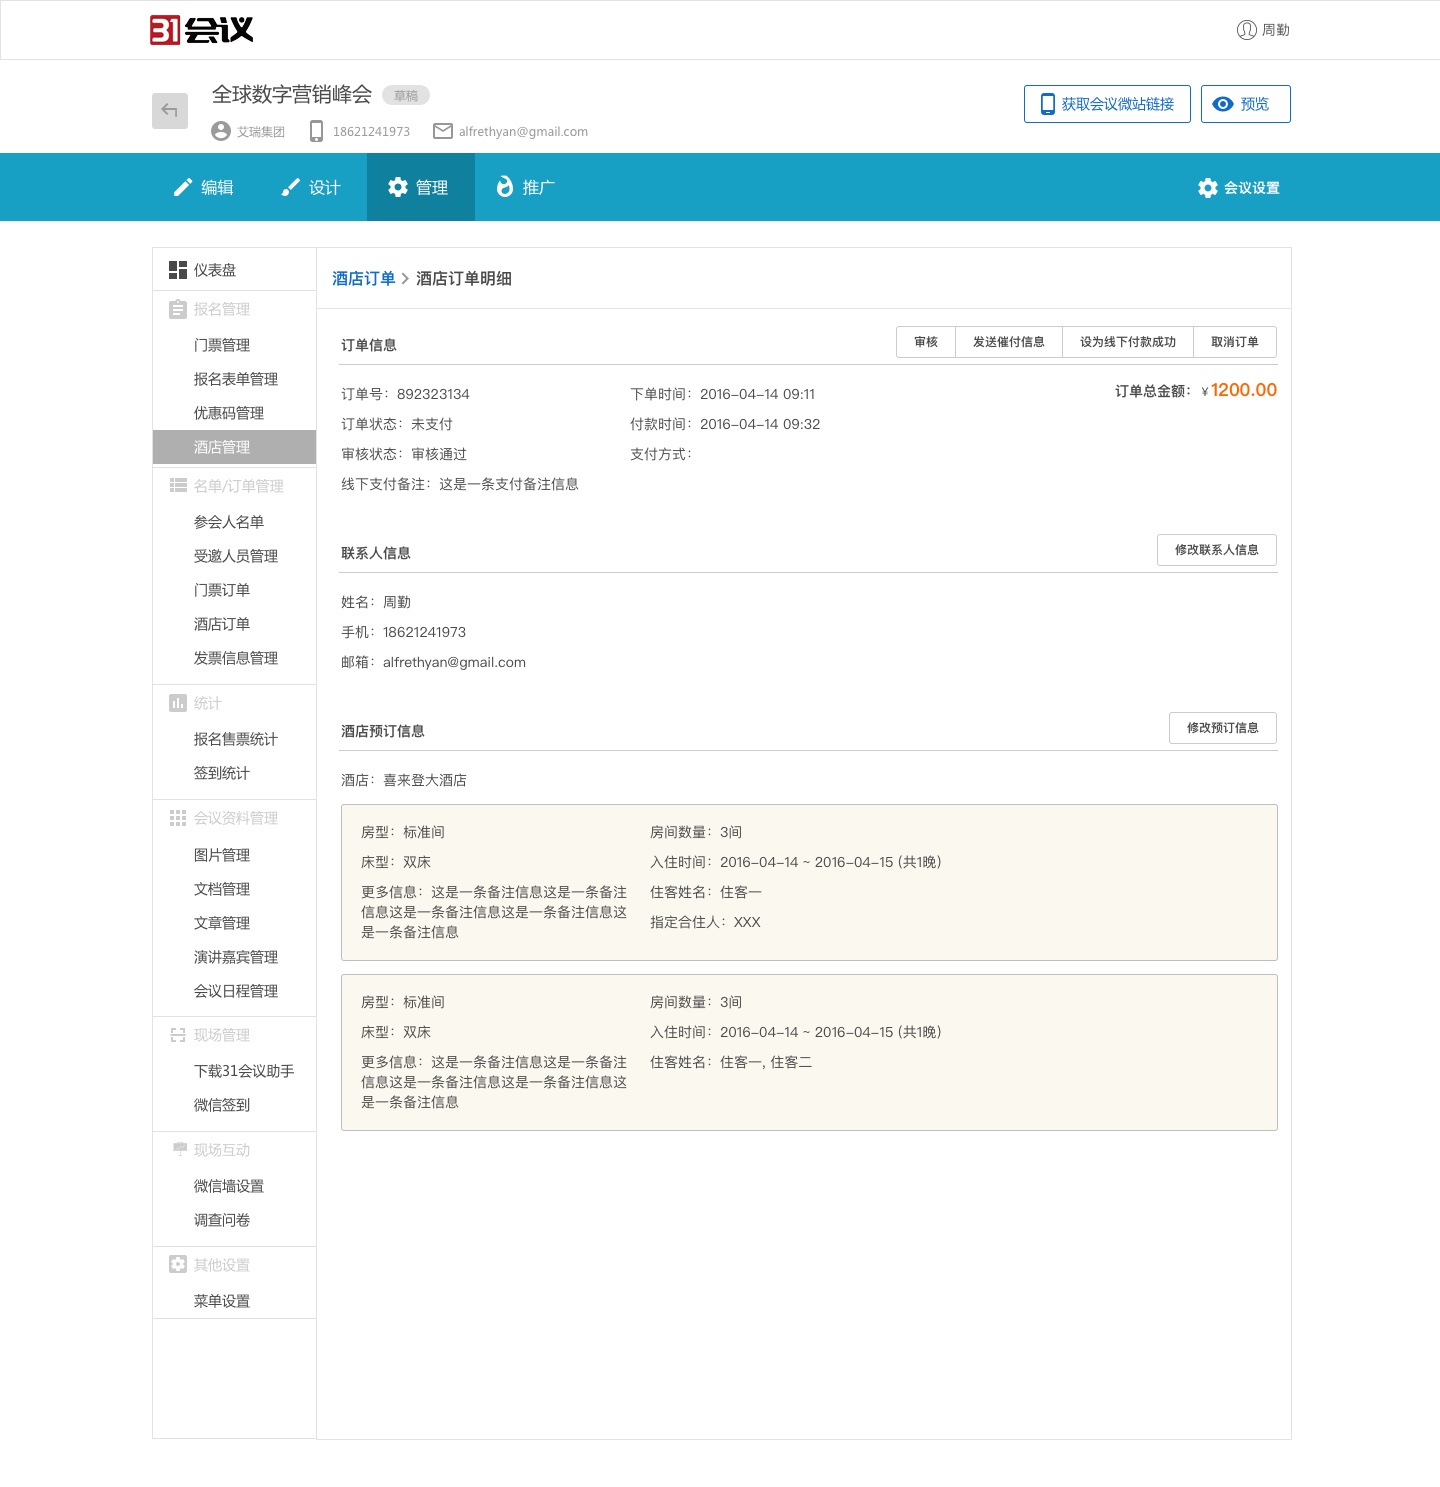 31会议
周勤
全球数字营销峰会 草稿
艾瑞集团 18621241973 alfrethyan@gmail.com
获取会议微站链接 预览
编辑 设计 管理 推广 会议设置
仪表盘
报名管理
门票管理
报名表单管理
优惠码管理
酒店管理
名单/订单管理
参会人名单
受邀人员管理
门票订单
酒店订单
发票信息管理
统计
报名售票统计
签到统计
会议资料管理
图片管理
文档管理
文章管理
演讲嘉宾管理
会议日程管理
现场管理
下载31会议助手
微信签到
现场互动
微信墙设置
调查问卷
其他设置
菜单设置
酒店订单 > 酒店订单明细
订单信息 审核 发送催付信息 设为线下付款成功 取消订单
订单号：892323134 下单时间：2016-04-14 09:11 订单总金额：¥1200.00
订单状态：未支付 付款时间：2016-04-14 09:32
审核状态：审核通过 支付方式：
线下支付备注：这是一条支付备注信息
联系人信息 修改联系人信息
姓名：周勤
手机：18621241973
邮箱：alfrethyan@gmail.com
酒店预订信息 修改预订信息
酒店：喜来登大酒店
房型：标准间 房间数量：3间
床型：双床 入住时间：2016-04-14 ~ 2016-04-15 (共1晚)
更多信息：这是一条备注信息这是一条备注 住客姓名：住客一
信息这是一条备注信息这是一条备注信息这
指定合住人：XXX
是一条备注信息
房型：标准间 房间数量：3间
床型：双床 入住时间：2016-04-14 ~ 2016-04-15 (共1晚)
更多信息：这是一条备注信息这是一条备注 住客姓名：住客一, 住客二
信息这是一条备注信息这是一条备注信息这
是一条备注信息